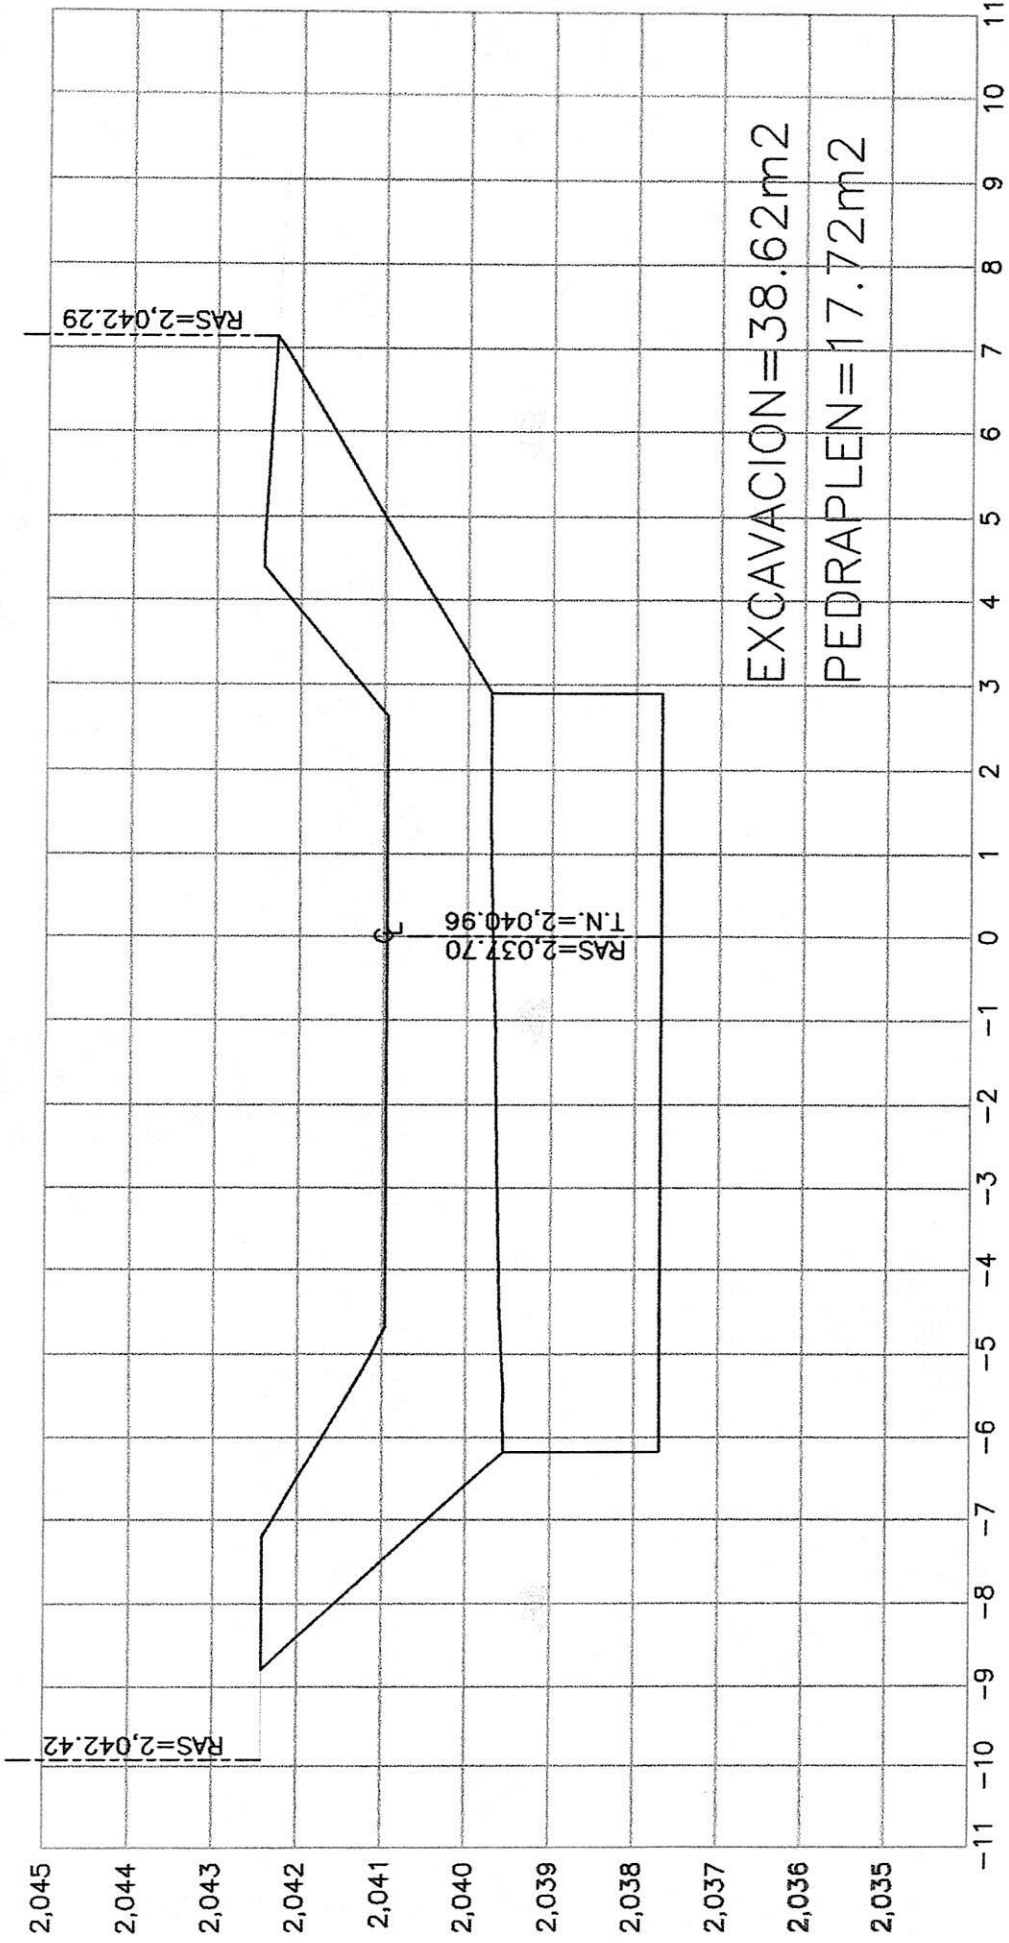 RAS=2,042.42
RAS=2,042.29
2,045
2,044
2,043
2,042
2,041
2,040
2,039
2,038
2,037
2,036
2,035
CL
RAS=2,037.70
T.N.=2,040.96
EXCAVACION=38.62m2
PEDRAPLEN=17.72m2
-11 -10 -9 -8 -7 -6 -5 -4 -3 -2 -1 0 1 2 3 4 5 6 7 8 9 10 11